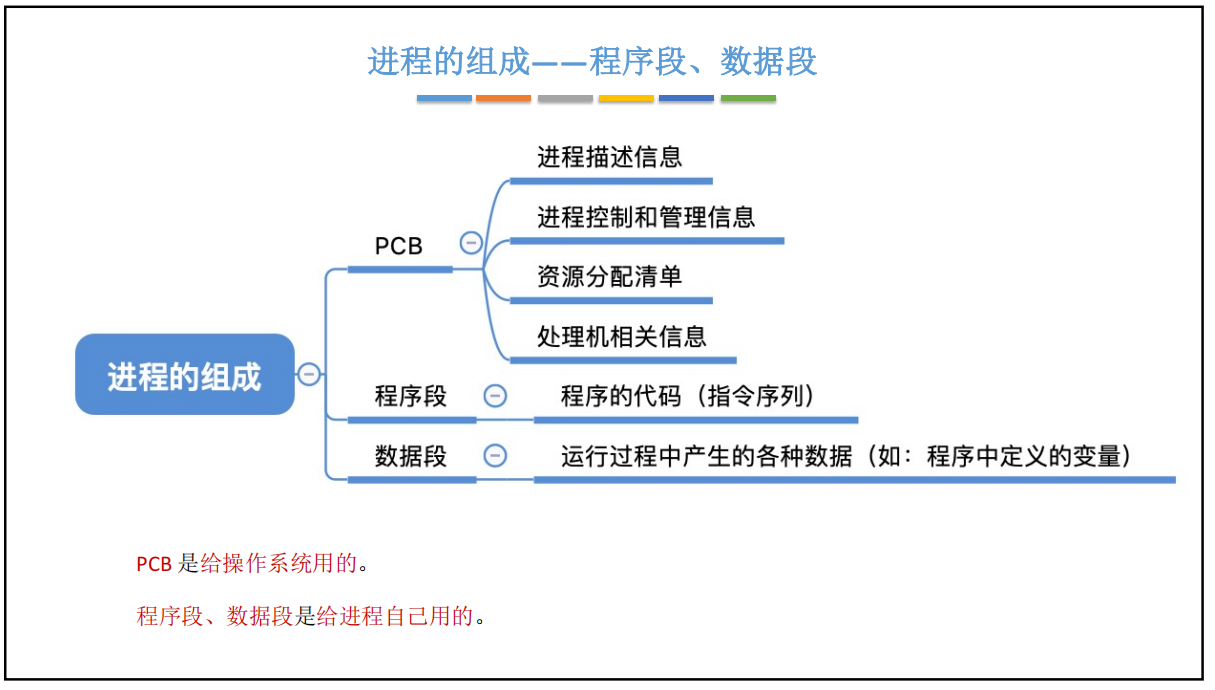 进程的组成——程序段、数据段
进程描述信息
进程控制和管理信息
PCB
资源分配清单
处理机相关信息
进程的组成
程序段
程序的代码（指令序列）
数据段
运行过程中产生的各种数据（如：程序中定义的变量）
PCB 是给操作系统用的。
程序段、数据段是给进程自己用的。